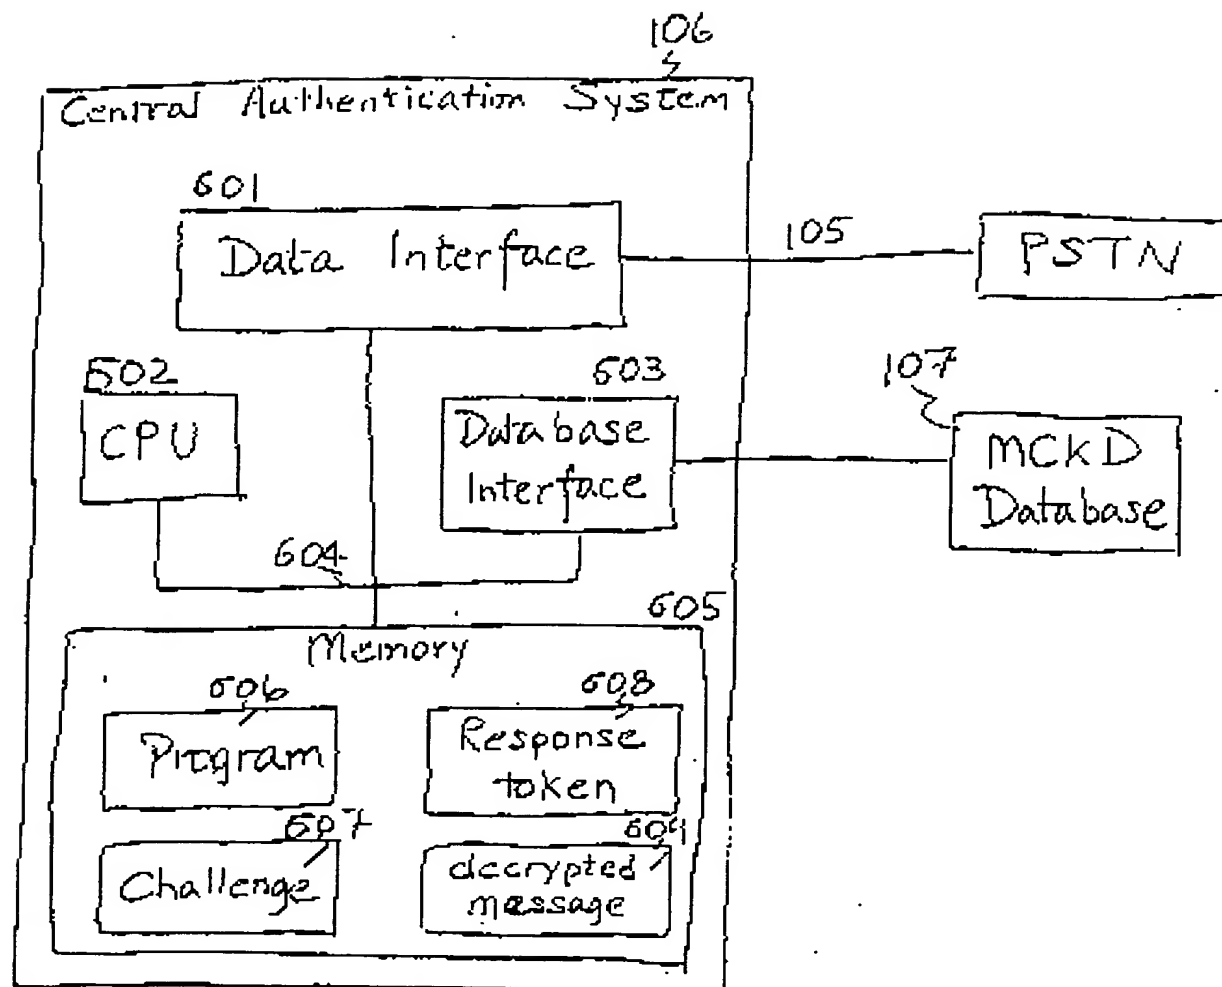 106
Central Authentication System
601
Data Interface
105
PSTN
602
CPU
603
Database
Interface
107
MCKD
Database
604
605
Memory
606
Program
608
Response
token
607
Challenge
609
decrypted
message